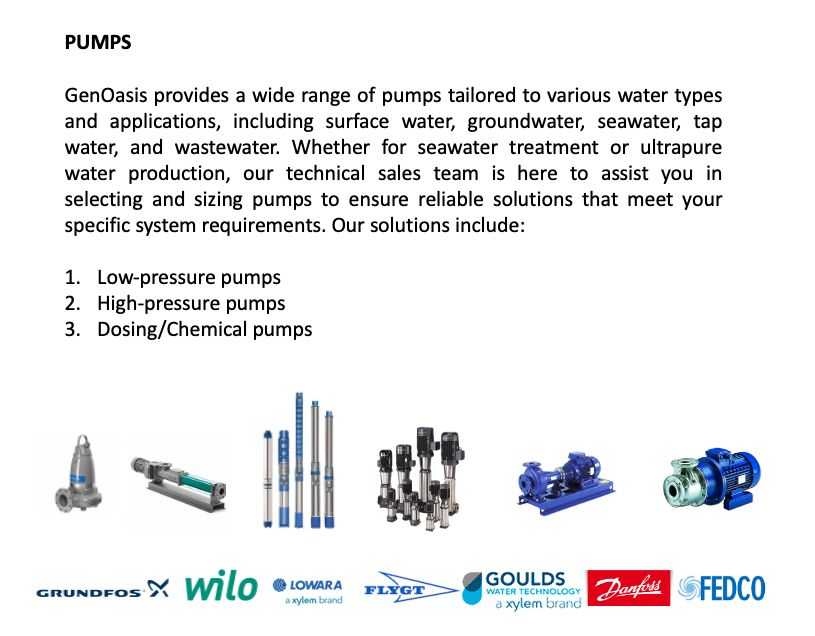 PUMPS
GenOasis provides a wide range of pumps tailored to various water types
and applications, including surface water, groundwater, seawater, tap
water, and wastewater. Whether for seawater treatment or ultrapure
water production, our technical sales team is here to assist you in
selecting and sizing pumps to ensure reliable solutions that meet your
specific system requirements. Our solutions include:
1. Low-pressure pumps
2. High-pressure pumps
3. Dosing/Chemical pumps
GRUNDFOS
wilo
LOWARA
a xylem brand
FLYGT
GOULDS
WATER TECHNOLOGY
a xylem brand
Danfoss
FEDCO